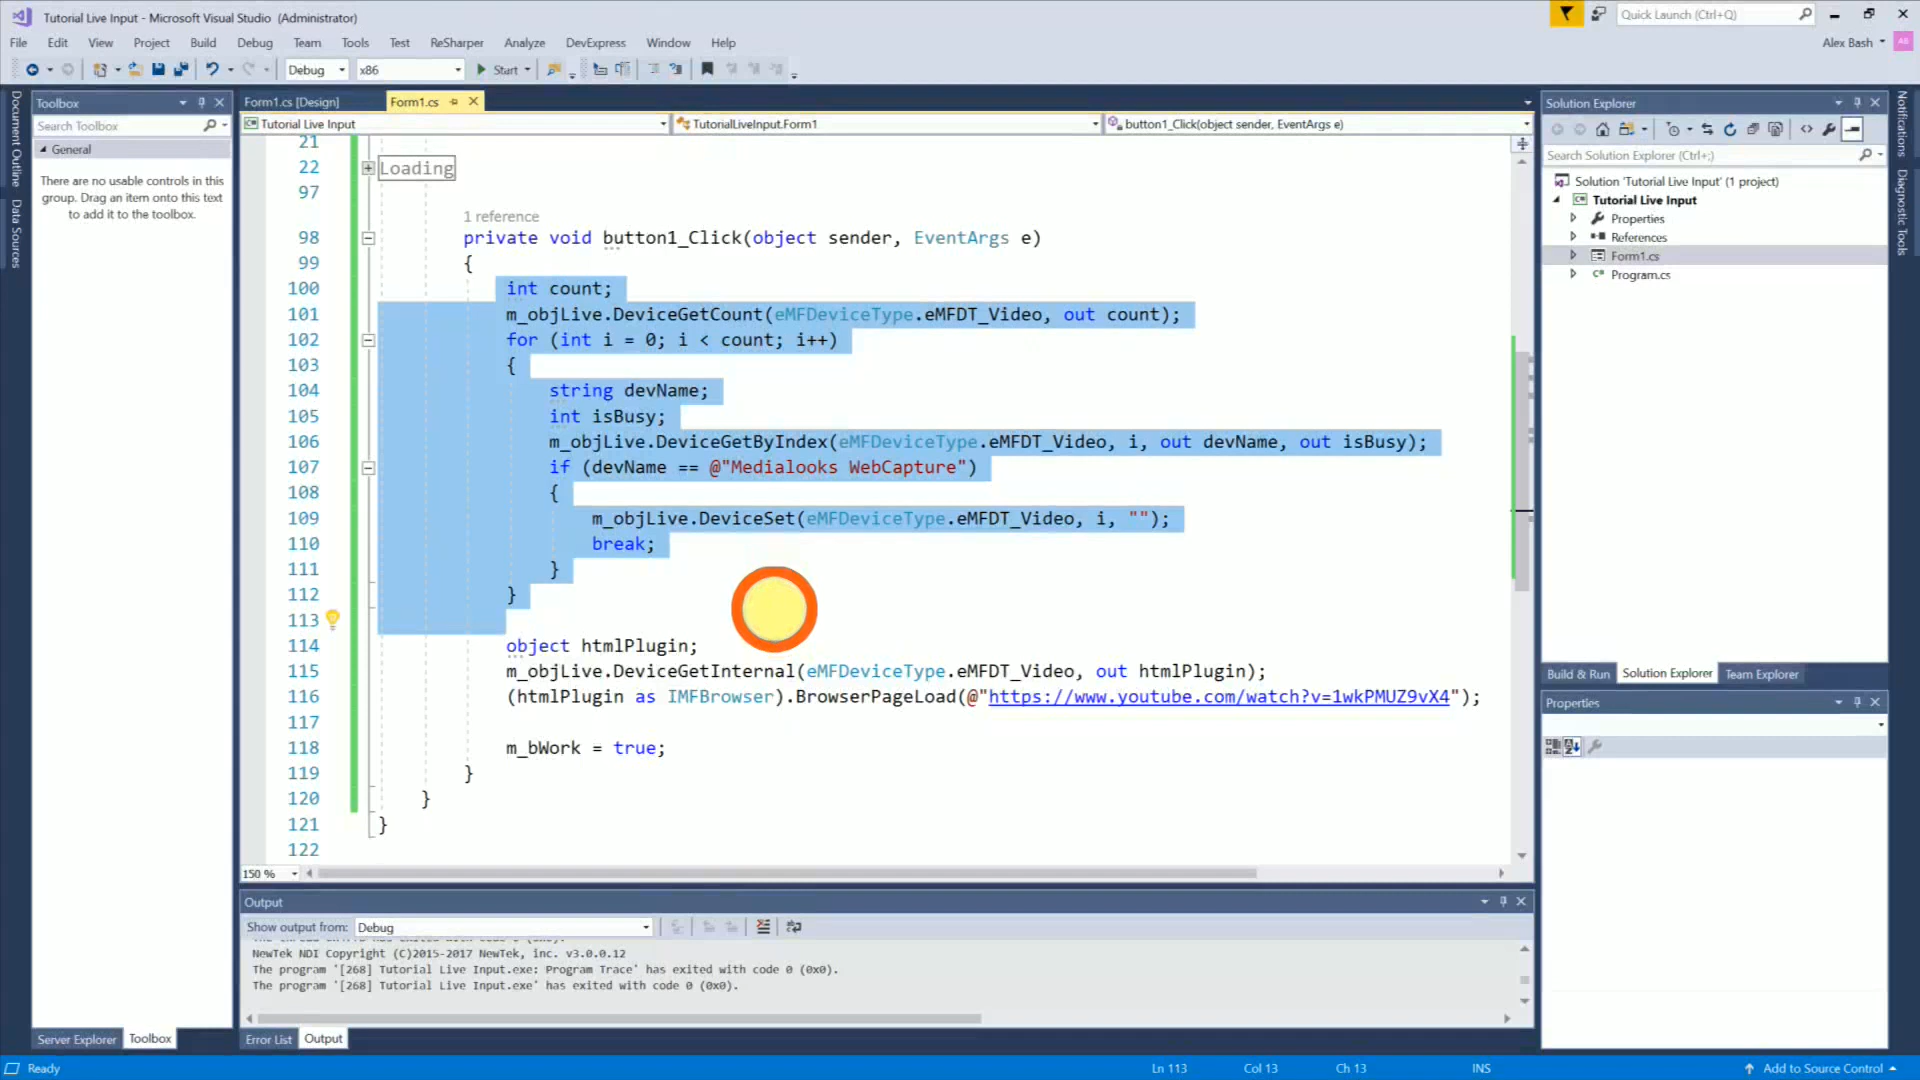 Tutorial Live Input - Microsoft Visual Studio (Administrator)
Quick Launch (Ctrl+Q)
File Edit View Project Build Debug Team Tools Test ReSharper Analyze DevExpress Window Help
Alex Bash AB
Debug x86 Start
Document Outline
Data Sources
Toolbox
Search Toolbox
General
There are no usable controls in this
group. Drag an item onto this text
to add it to the toolbox.
Server Explorer Toolbox
Form1.cs [Design] Form1.cs
Tutorial Live Input TutorialLiveInput.Form1 button1_Click(object sender, EventArgs e)
21
22 Loading
97
1 reference
98 private void button1_Click(object sender, EventArgs e)
99 {
100 int count;
101 m_objLive.DeviceGetCount(eMFDeviceType.eMFDT_Video, out count);
102 for (int i = 0; i < count; i++)
103 {
104 string devName;
105 int isBusy;
106 m_objLive.DeviceGetByIndex(eMFDeviceType.eMFDT_Video, i, out devName, out isBusy);
107 if (devName == @"Medialooks WebCapture")
108 {
109 m_objLive.DeviceSet(eMFDeviceType.eMFDT_Video, i, "");
110 break;
111 }
112 }
113
114 object htmlPlugin;
115 m_objLive.DeviceGetInternal(eMFDeviceType.eMFDT_Video, out htmlPlugin);
116 (htmlPlugin as IMFBrowser).BrowserPageLoad(@"https://www.youtube.com/watch?v=1wkPMUZ9vX4");
117
118 m_bWork = true;
119 }
120 }
121 }
122
150 %
Output
Show output from: Debug
NewTek NDI Copyright (C)2015-2017 NewTek, inc. v3.0.0.12
The program '[268] Tutorial Live Input.exe: Program Trace' has exited with code 0 (0x0).
The program '[268] Tutorial Live Input.exe' has exited with code 0 (0x0).
Error List Output
Solution Explorer
Search Solution Explorer (Ctrl+;)
Solution 'Tutorial Live Input' (1 project)
Tutorial Live Input
Properties
References
Form1.cs
Program.cs
Build & Run Solution Explorer Team Explorer
Properties
Notifications
Diagnostic Tools
Ready Ln 113 Col 13 Ch 13 INS Add to Source Control